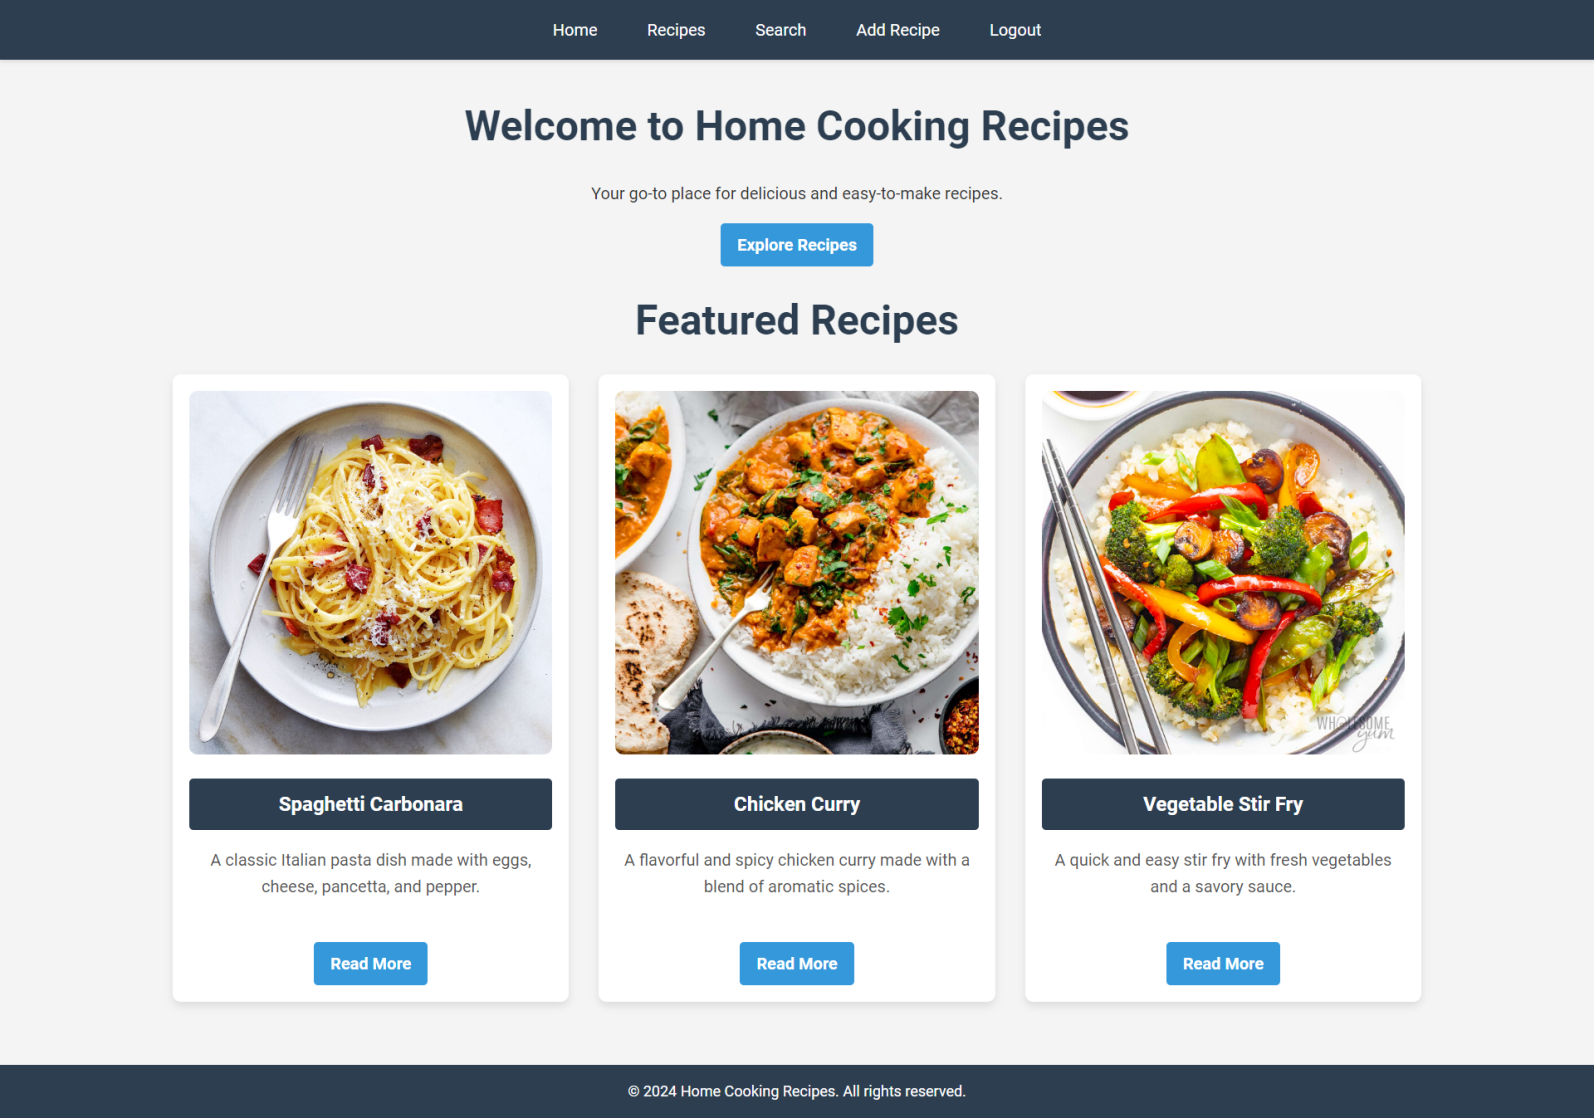 Home Recipes Search Add Recipe Logout
Welcome to Home Cooking Recipes
Your go-to place for delicious and easy-to-make recipes.
Explore Recipes
Featured Recipes
WHOLESOME
yum
Spaghetti Carbonara
A classic Italian pasta dish made with eggs,
cheese, pancetta, and pepper.
Read More
Chicken Curry
A flavorful and spicy chicken curry made with a
blend of aromatic spices.
Read More
Vegetable Stir Fry
A quick and easy stir fry with fresh vegetables
and a savory sauce.
Read More
© 2024 Home Cooking Recipes. All rights reserved.